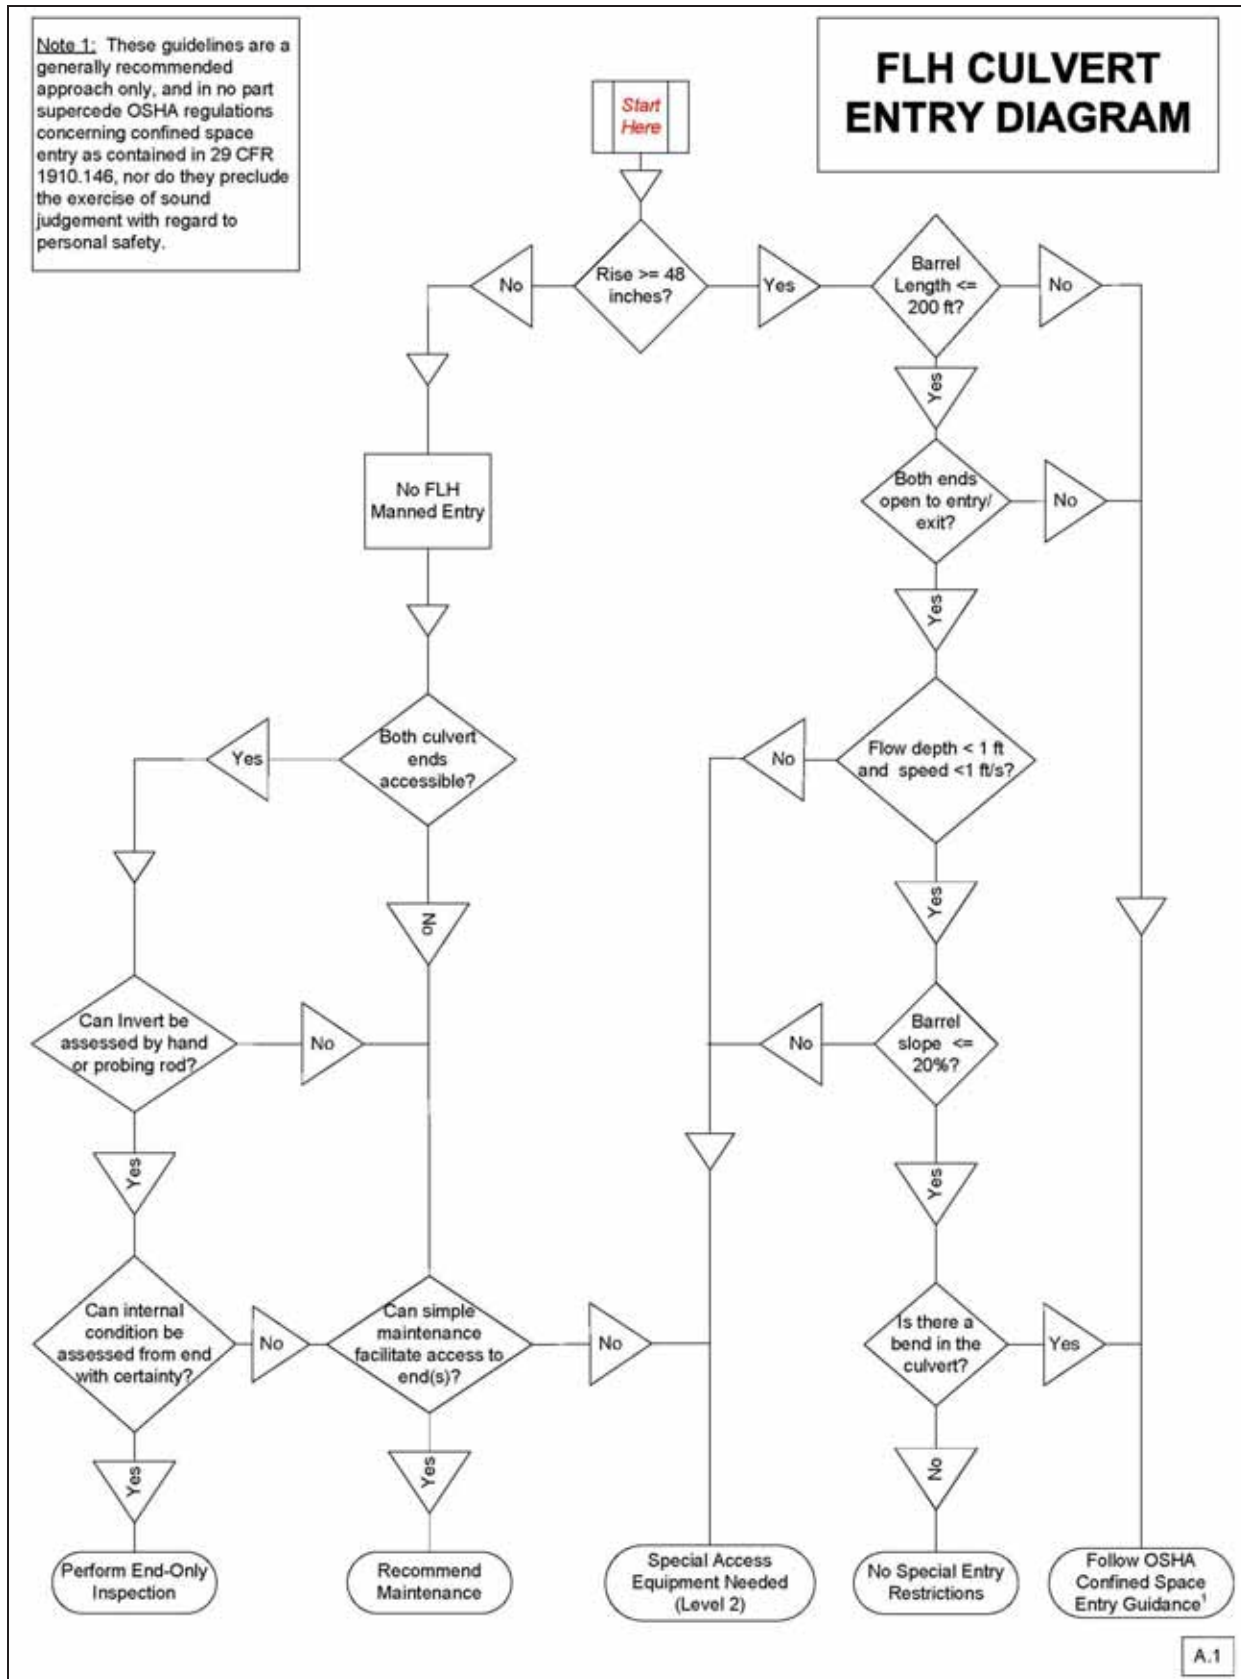 Note 1: These guidelines are a
generally recommended
approach only, and in no part
supercede OSHA regulations
concerning confined space
entry as contained in 29 CFR
1910.146, nor do they preclude
the exercise of sound
judgement with regard to
personal safety.
FLH CULVERT
ENTRY DIAGRAM
Start
Here
No
Rise >= 48
inches?
Yes
Barrel
Length <=
200 ft?
No
Yes
No FLH
Manned Entry
Both ends
open to entry/
exit?
No
Yes
Yes
Both culvert
ends
accessible?
No
No
Flow depth < 1 ft
and speed <1 ft/s?
Yes
Can Invert be
assessed by hand
or probing rod?
No
No
Barrel
slope <=
20%?
Yes
Yes
Can internal
condition be
assessed from end
with certainty?
No
Can simple
maintenance
facilitate access to
end(s)?
No
Is there a
bend in the
culvert?
Yes
Yes
Yes
No
Perform End-Only
Inspection
Recommend
Maintenance
Special Access
Equipment Needed
(Level 2)
No Special Entry
Restrictions
Follow OSHA
Confined Space
Entry Guidance¹
A.1